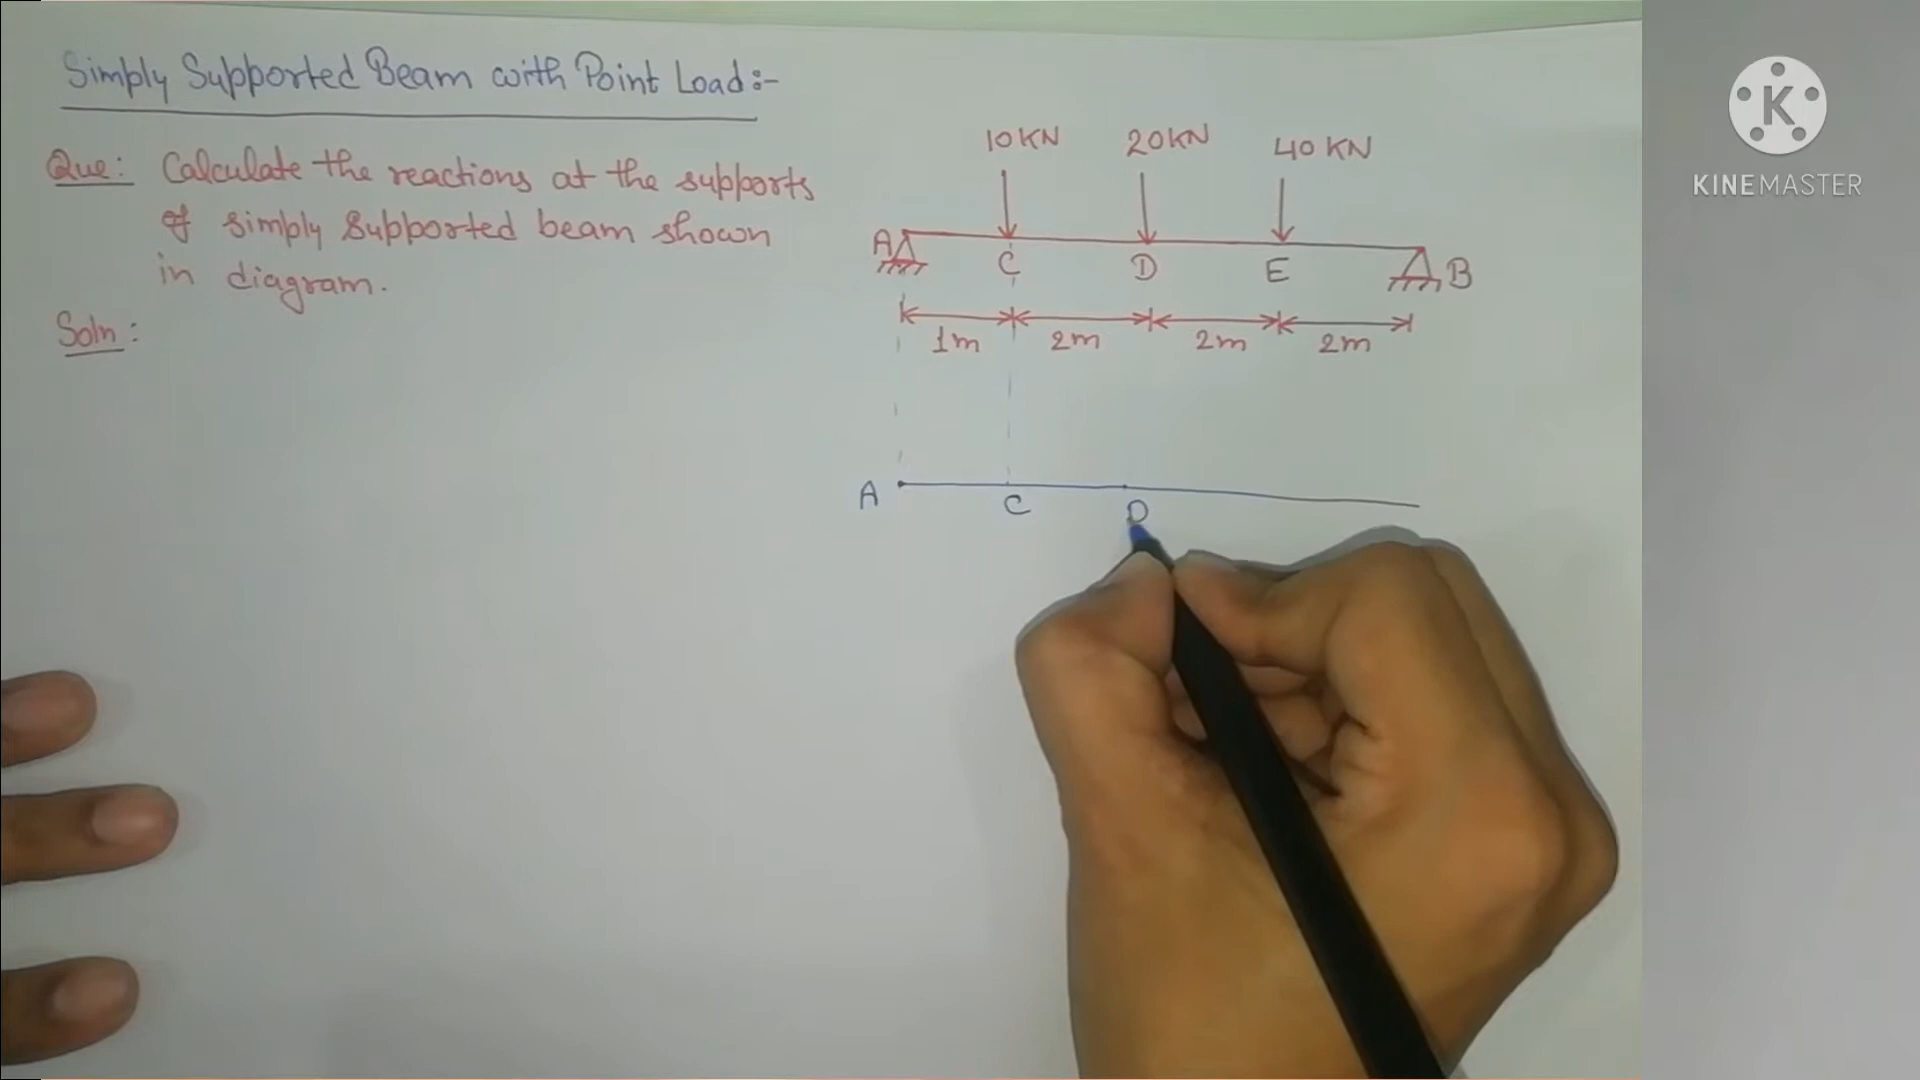 Simply Supported Beam with Point Load:-
Que: Calculate the reactions at the supports
of simply supported beam shown
in diagram.
Soln:
10KN 20KN 40 KN
A C D E B
1m 2m 2m 2m
A C D
K
KINEMASTER